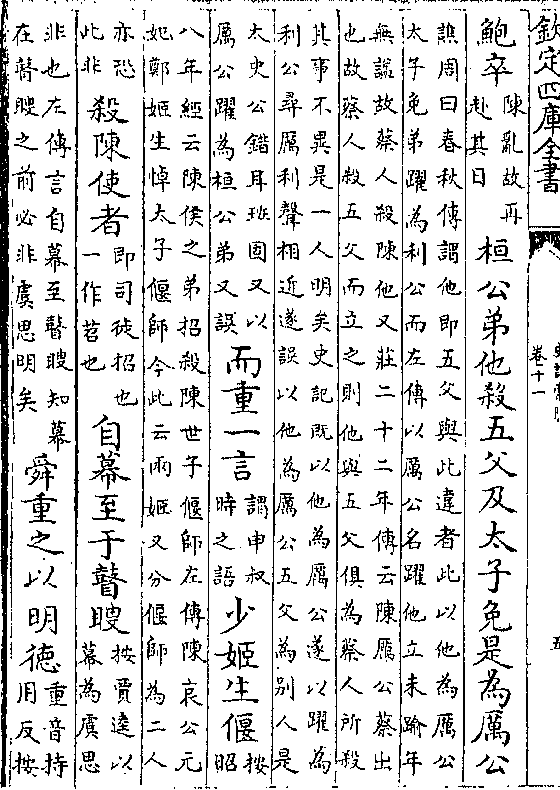 欽定四庫全書
卷十一
五
鮑卒
陳亂故再
赴其日
桓公弟他殺五父及太子免是為厲公
譙周曰春秋傳謂他即五父與此違者此以他為厲公
太子免弟躍為利公而左傳以厲公名躍他立未踰年
無諡故蔡人殺陳他又莊二十二年傳云陳厲公蔡出
也故蔡人殺五父而立之則他與五父俱為蔡人所殺
其事不異是一人明矣史記既以他為厲公遂以躍為
利公尋厲利聲相近遂誤以他為厲公五父為別人是
太史公錯耳班固又以
厲公躍為桓公弟又誤
而重一言
謂申叔
時之語
少姬生偃
按
昭
八年經云陳侯之弟招殺陳世子偃師左傳陳哀公元
妃鄭姬生悼太子偃師今此云兩姬又分偃師為二人
亦恐
此非
殺陳使者
即司徒招也
一作苕也
自幕至于瞽瞍
按賈逵以
幕為虞思
非也左傳言自幕至瞽瞍知幕
在瞽瞍之前必非虞思明矣
舜重之以明德
重音持
用反按